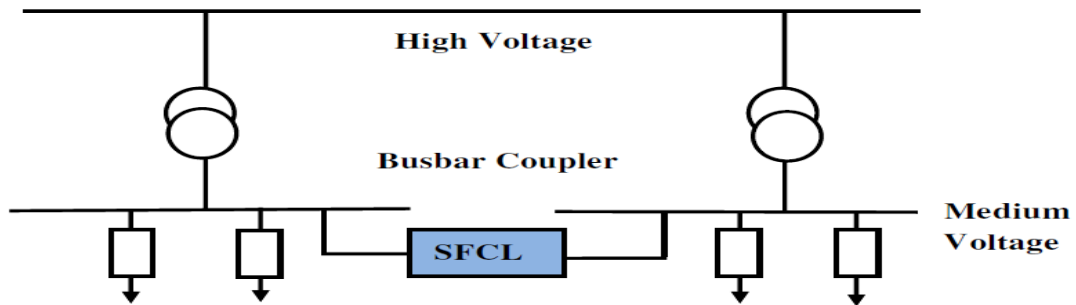 High Voltage
Busbar Coupler
SFCL
Medium
Voltage